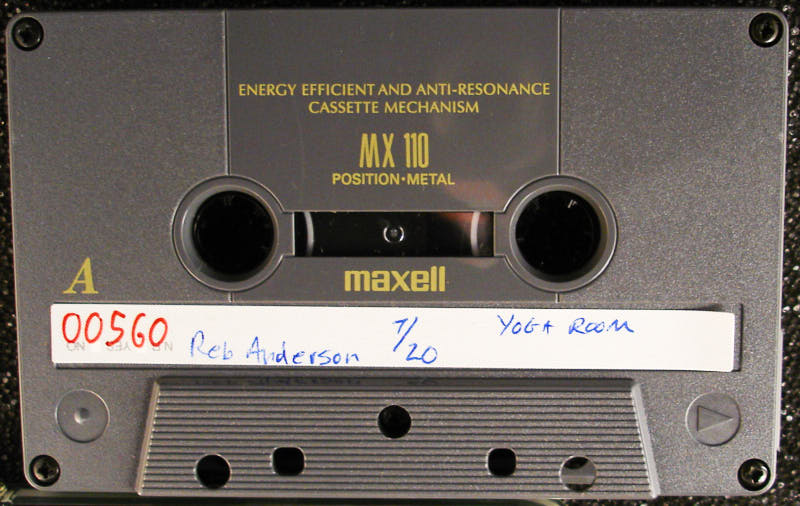 ENERGY EFFICIENT AND ANTI-RESONANCE
CASSETTE MECHANISM
MX 110
POSITION•METAL
maxell
A
00560 Reb Anderson 7/20 YOGA ROOM